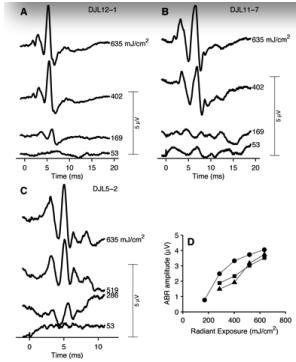 A DJL12-1
635 mJ/cm²
402
169
53
5 µV
0 5 10 15 20
Time (ms)
B DJL11-7
635 mJ/cm²
402
169
53
5 µV
0 5 10 15 20
Time (ms)
C DJL5-2
635 mJ/cm²
519
286
53
5 µV
0 5 10
Time (ms)
D
ABR amplitude (µV)
5
4
3
2
1
0
0 200 400 600 800
Radiant Exposure (mJ/cm²)